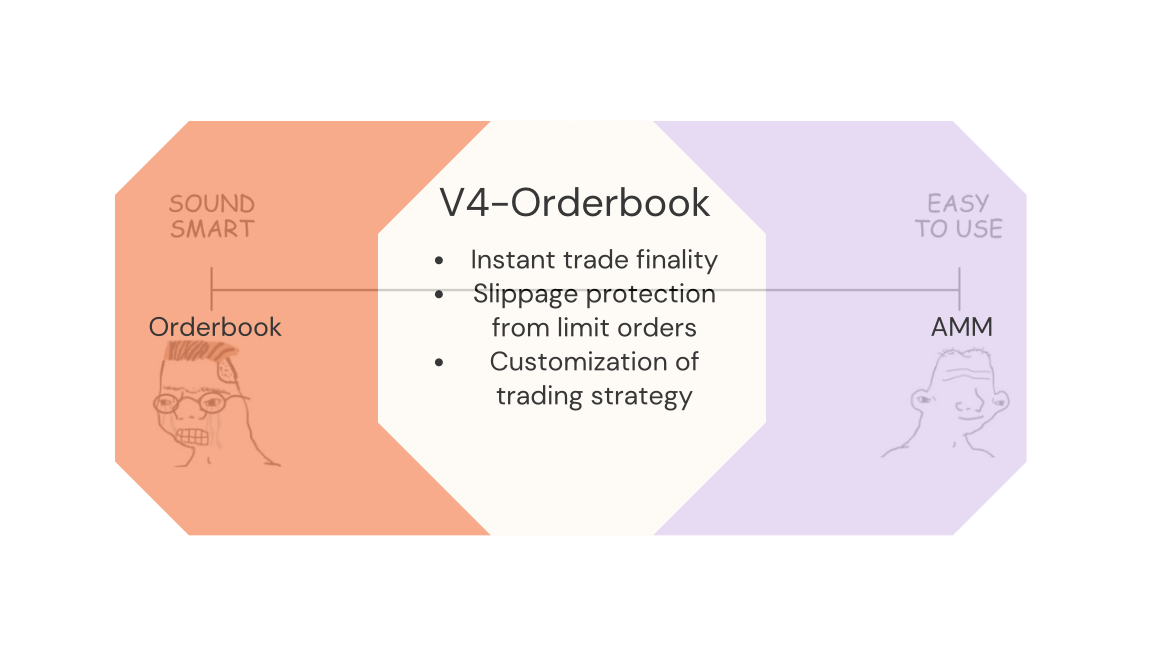 SOUND
SMART
Orderbook
V4-Orderbook
• Instant trade finality
• Slippage protection
from limit orders
• Customization of
trading strategy
EASY
TO USE
AMM